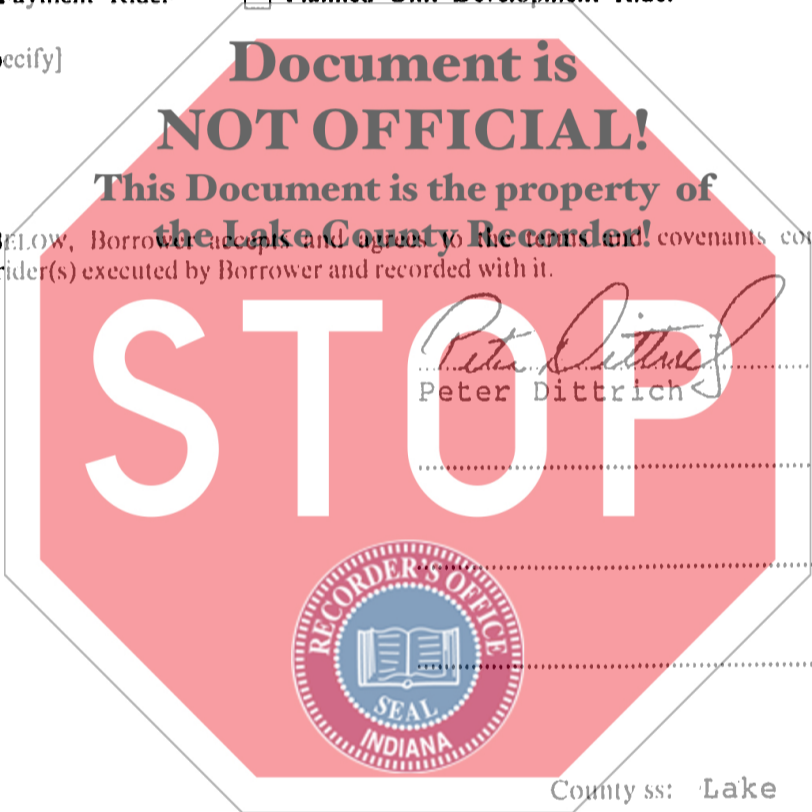 Payment Rider Planned Unit Development Rider
ecify]
Document is
NOT OFFICIAL!
This Document is the property of
the Lake County Recorder!
BELOW, Borrower accepts and agrees to the terms and covenants
rider(s) executed by Borrower and recorded with it.
STOP
Peter Dittrich
Peter Dittrich
RECORDER'S OFFICE
SEAL
INDIANA
County ss: Lake